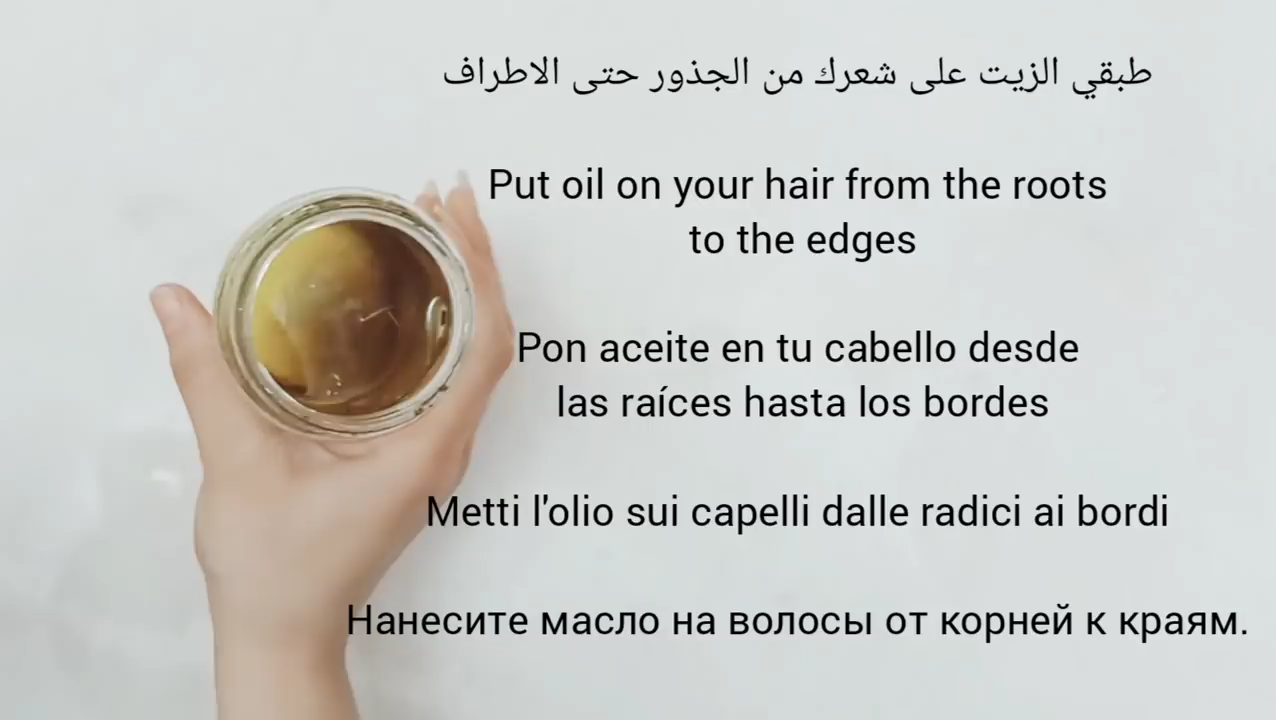 طبقي الزيت على شعرك من الجذور حتى الاطراف
Put oil on your hair from the roots
to the edges
Pon aceite en tu cabello desde
las raíces hasta los bordes
Metti l'olio sui capelli dalle radici ai bordi
Нанесите масло на волосы от корней к краям.